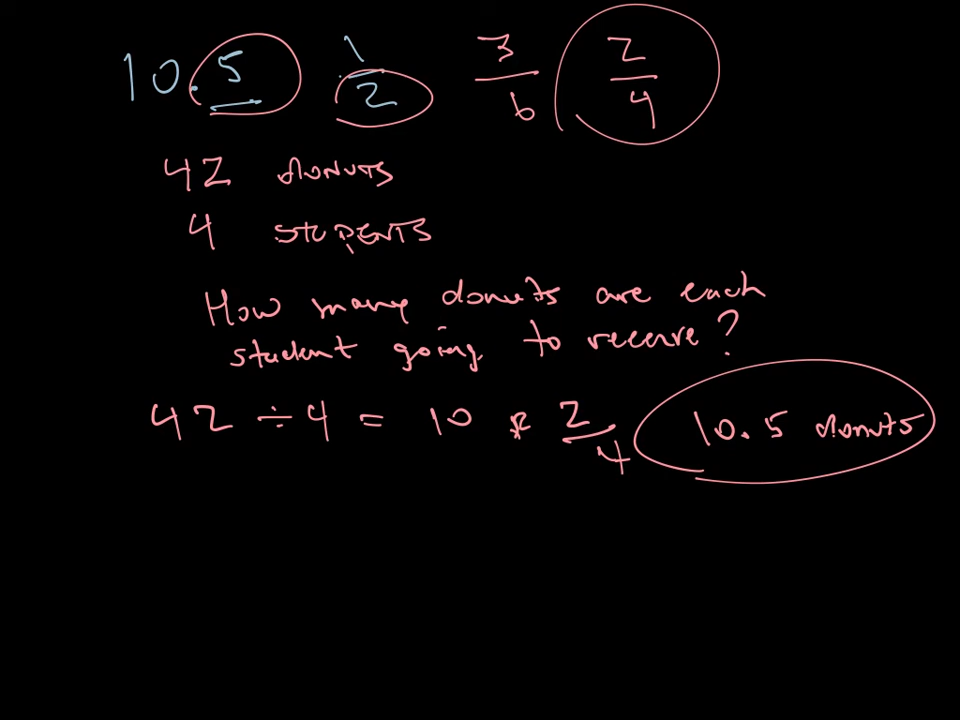 10.5 1/2 3/6 2/4
42 DONUTS
4 STUDENTS
How many donuts are each
student going to receive?
42 ÷ 4 = 10 R 2/4 10.5 donuts